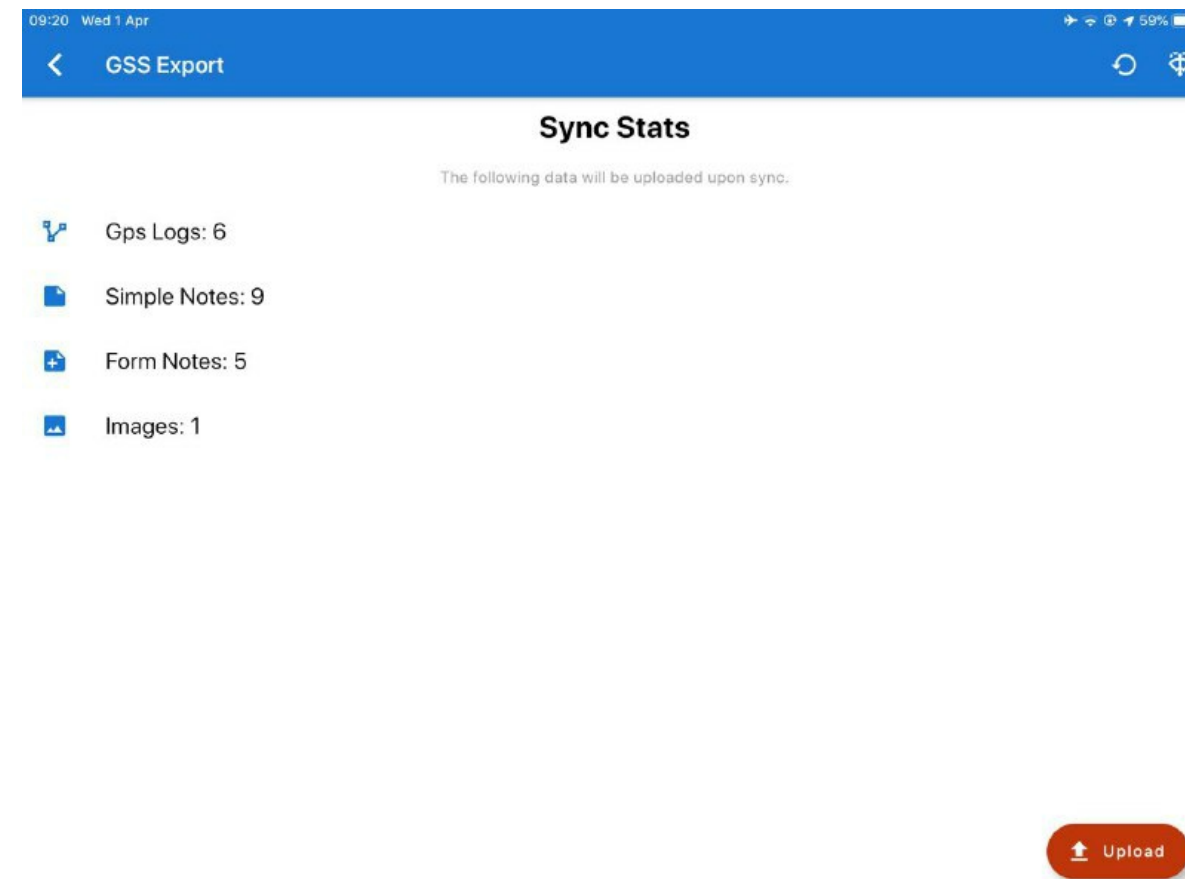 09:20 Wed 1 Apr 59%
GSS Export
Sync Stats
The following data will be uploaded upon sync.
Gps Logs: 6
Simple Notes: 9
Form Notes: 5
Images: 1
Upload